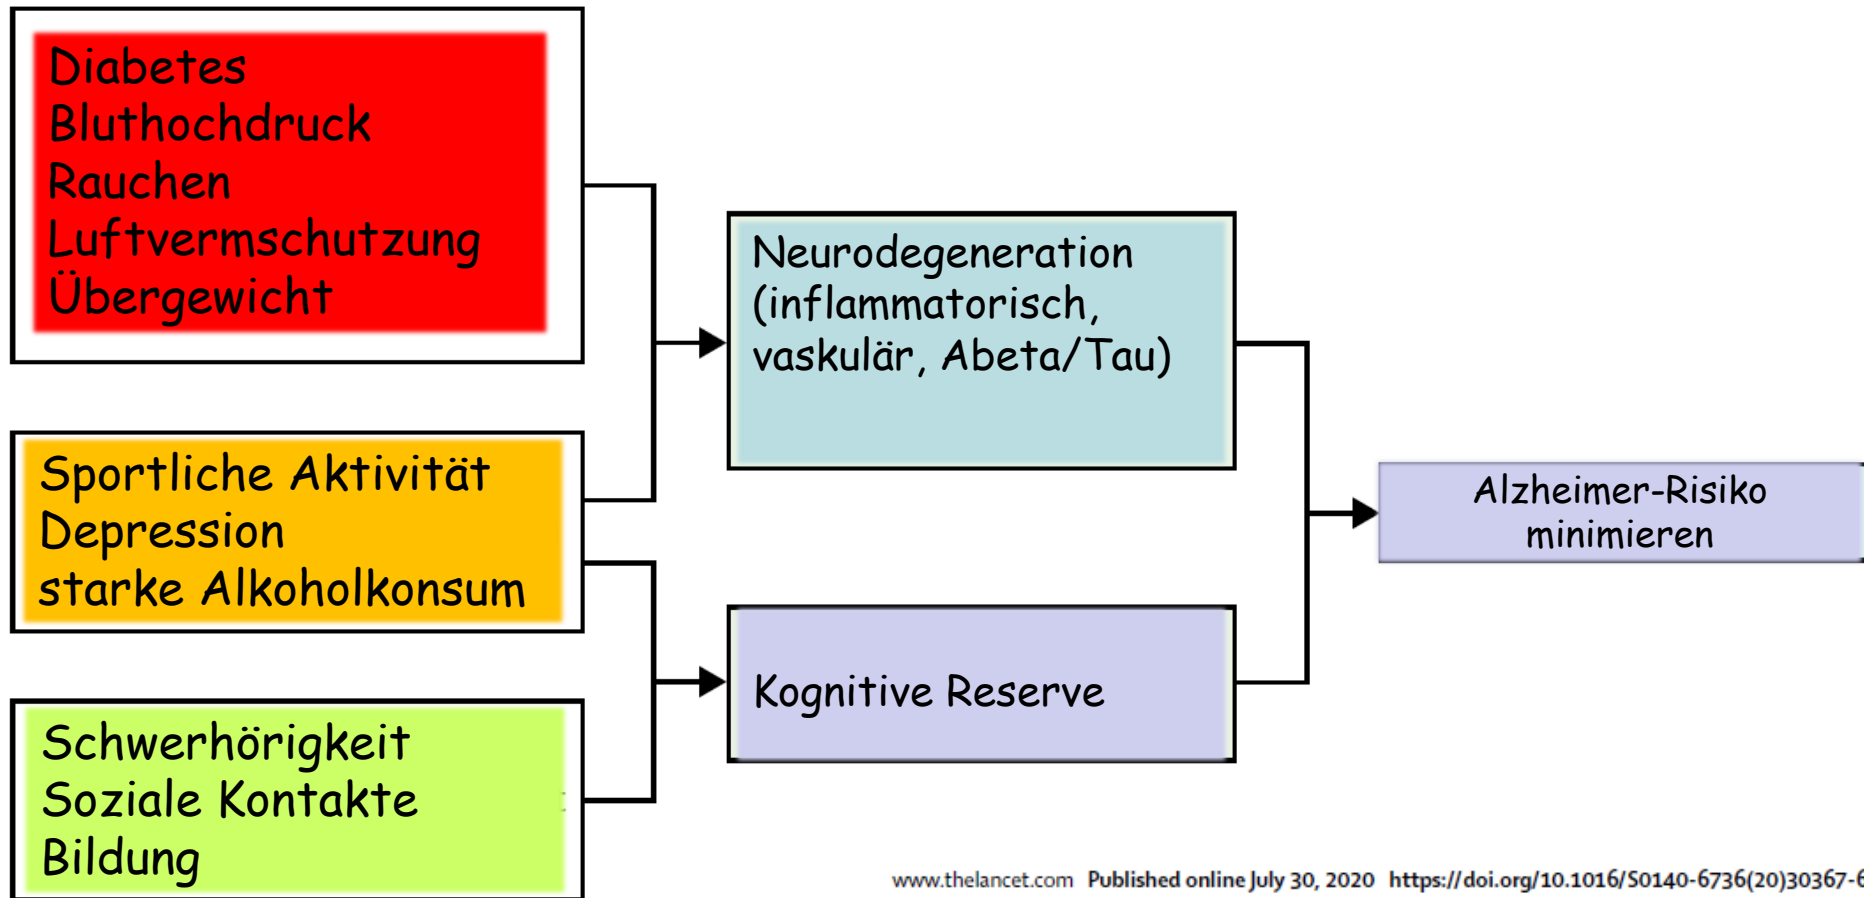 Diabetes
Bluthochdruck
Rauchen
Luftvermschutzung
Übergewicht
Sportliche Aktivität
Depression
starke Alkoholkonsum
Schwerhörigkeit
Soziale Kontakte
Bildung
Neurodegeneration
(inflammatorisch,
vaskulär, Abeta/Tau)
Kognitive Reserve
Alzheimer-Risiko
minimieren
www.thelancet.com Published online July 30, 2020 https://doi.org/10.1016/S0140-6736(20)30367-6